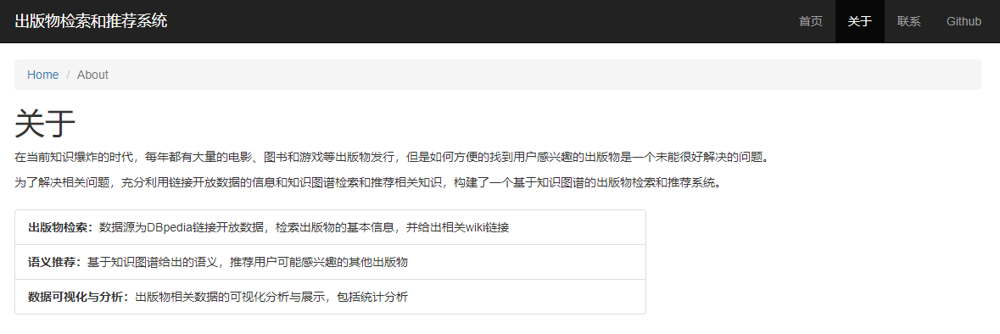 出版物检索和推荐系统 首页 关于 联系 Github
Home / About
关于
在当前知识爆炸的时代，每年都有大量的电影、图书和游戏等出版物发行，但是如何方便的找到用户感兴趣的出版物是一个未能很好解决的问题。
为了解决相关问题，充分利用链接开放数据的信息和知识图谱检索和推荐相关知识，构建了一个基于知识图谱的出版物检索和推荐系统。
出版物检索：数据源为DBpedia链接开放数据，检索出版物的基本信息，并给出相关wiki链接
语义推荐：基于知识图谱给出的语义，推荐用户可能感兴趣的其他出版物
数据可视化与分析：出版物相关数据的可视化分析与展示，包括统计分析